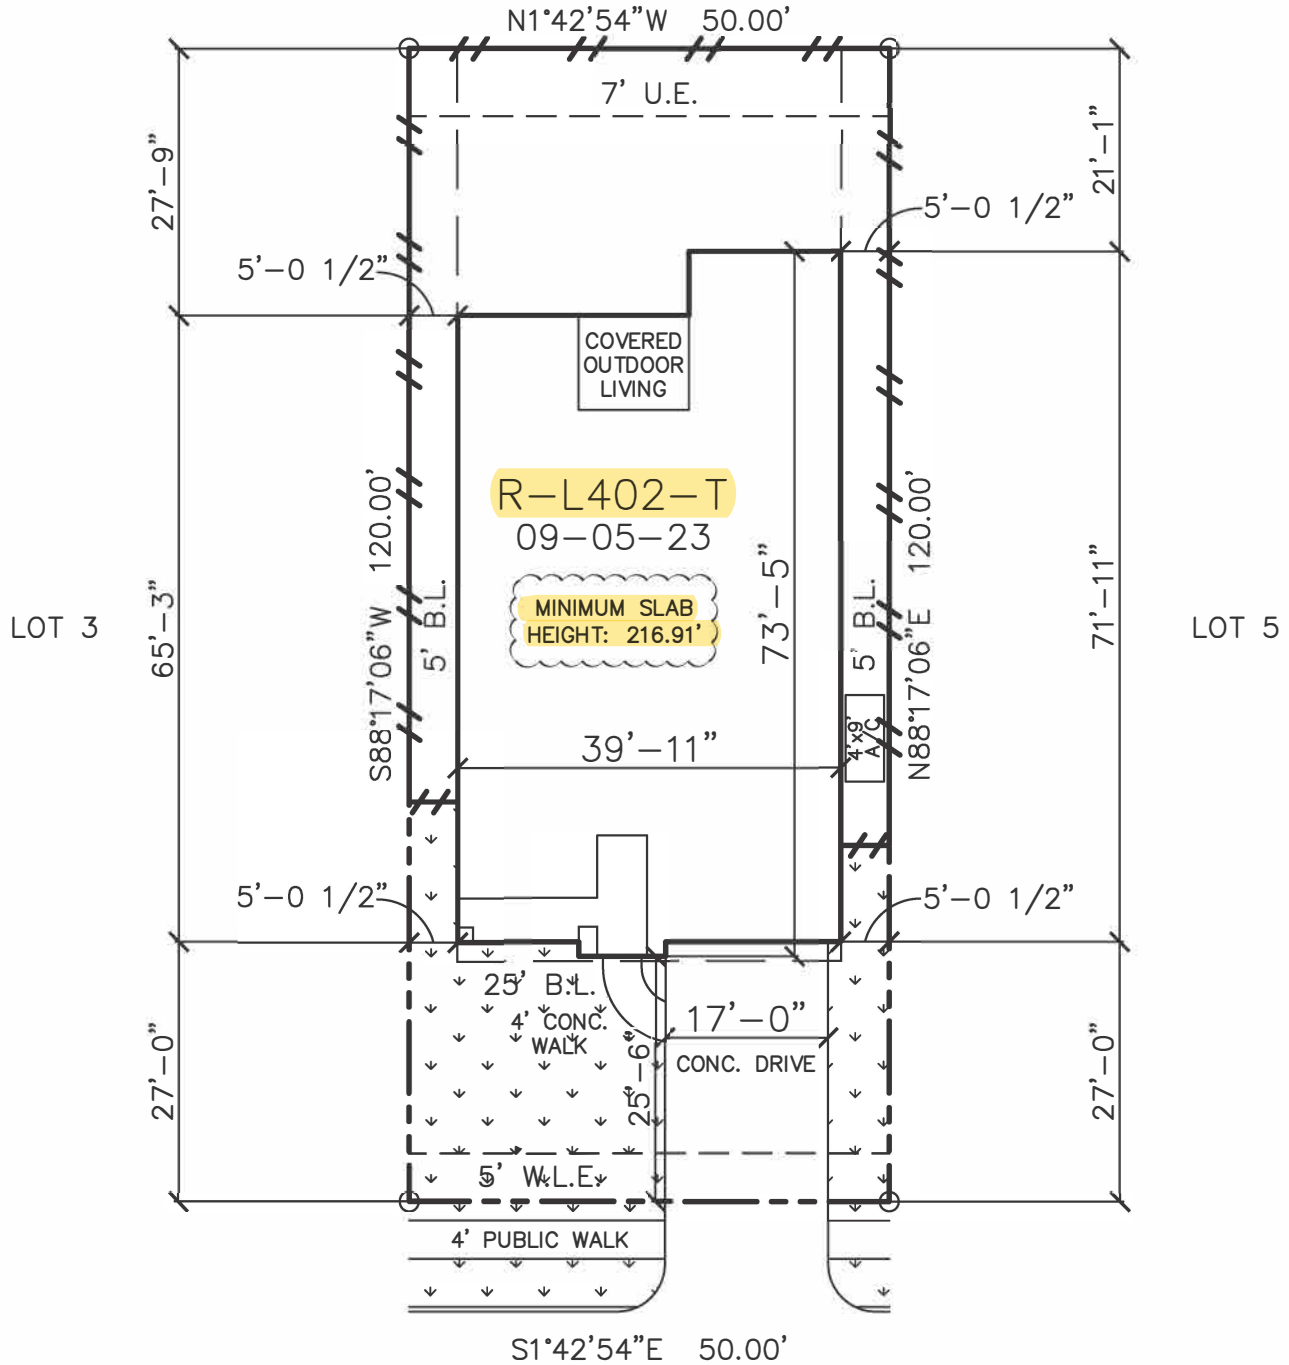 N1°42'54"W 50.00'
7' U.E.
27'-9"
21'-1"
5'-0 1/2"
5'-0 1/2"
COVERED
OUTDOOR
LIVING
R-L402-T
09-05-23
MINIMUM SLAB
HEIGHT: 216.91'
LOT 3
65'-3"
S88°17'06"W 120.00'
5' B.L.
73'-5"
5' B.L.
N88°17'06"E 120.00'
71'-11"
LOT 5
4'x9'
A/C
39'-11"
5'-0 1/2"
5'-0 1/2"
25' B.L.
4' CONC.
WALK
17'-0"
CONC. DRIVE
25'-6"
27'-0"
27'-0"
5' W.L.E.
4' PUBLIC WALK
S1°42'54"E 50.00'